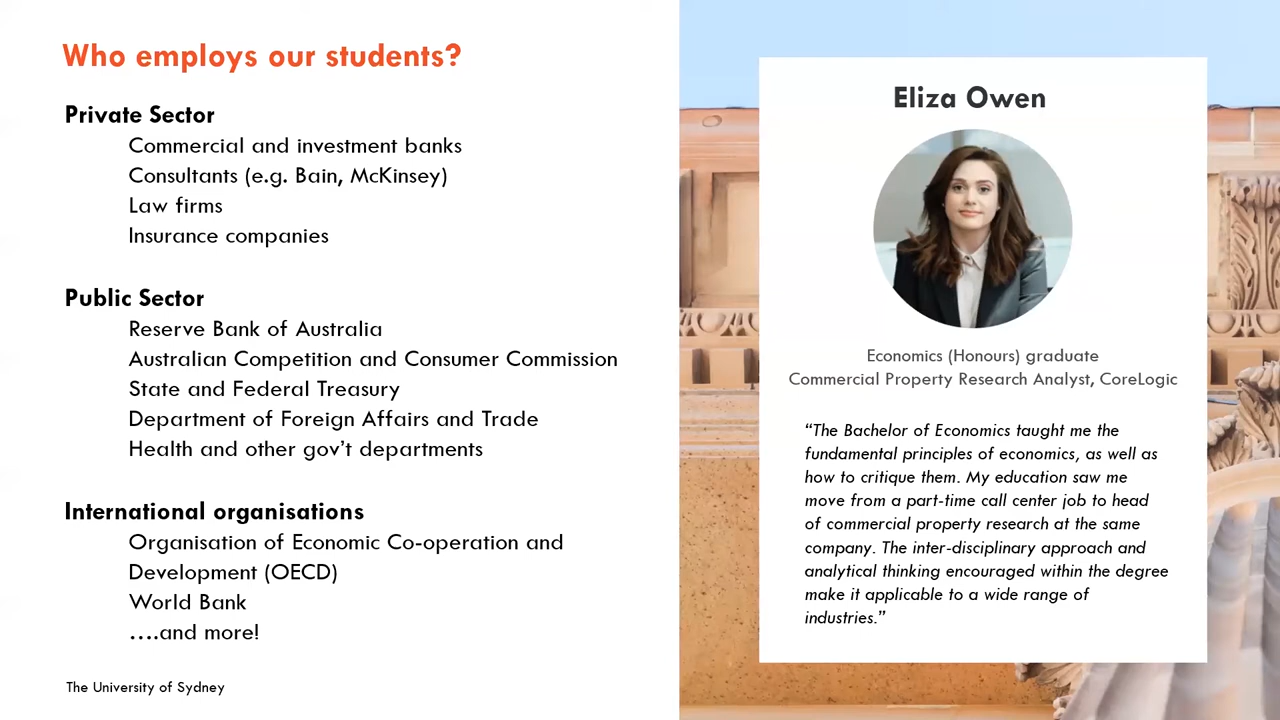 Who employs our students?
Private Sector
Commercial and investment banks
Consultants (e.g. Bain, McKinsey)
Law firms
Insurance companies
Public Sector
Reserve Bank of Australia
Australian Competition and Consumer Commission
State and Federal Treasury
Department of Foreign Affairs and Trade
Health and other gov’t departments
International organisations
Organisation of Economic Co-operation and
Development (OECD)
World Bank
….and more!
The University of Sydney
Eliza Owen
Economics (Honours) graduate
Commercial Property Research Analyst, CoreLogic
“The Bachelor of Economics taught me the
fundamental principles of economics, as well as
how to critique them. My education saw me
move from a part-time call center job to head
of commercial property research at the same
company. The inter-disciplinary approach and
analytical thinking encouraged within the degree
make it applicable to a wide range of
industries.”